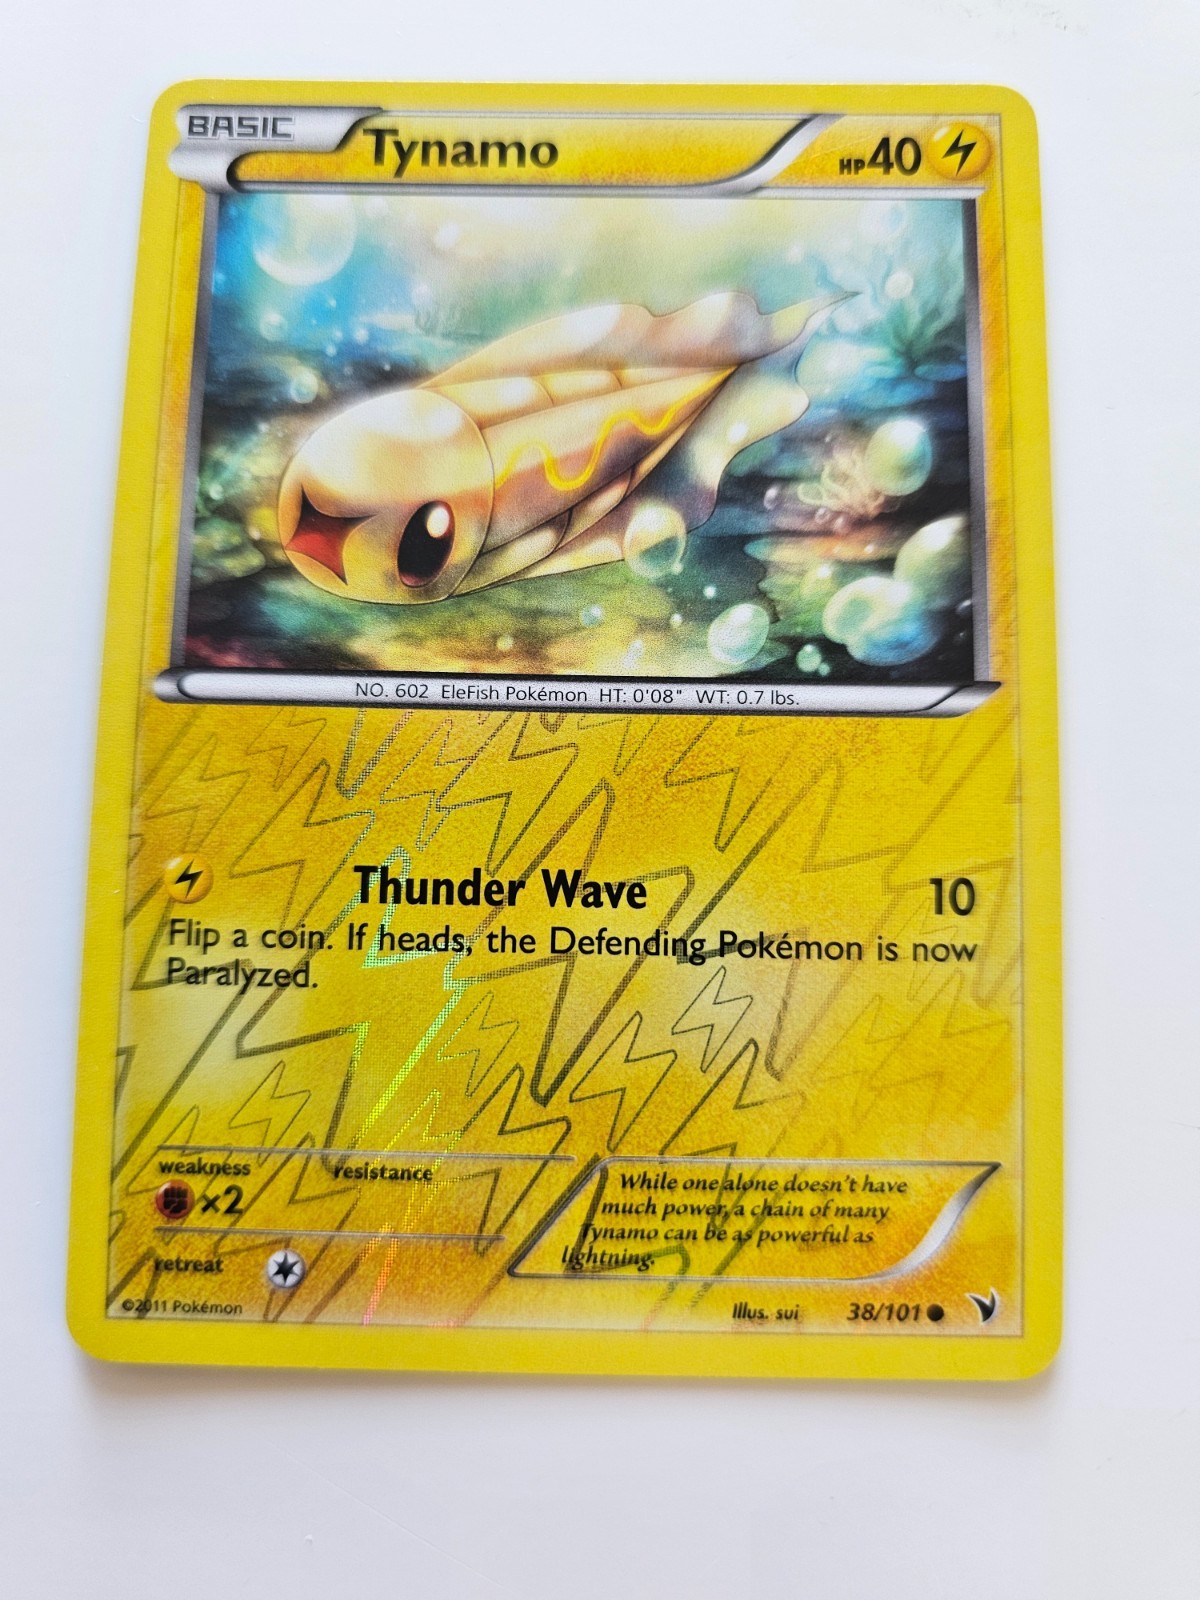 BASIC Tynamo HP40
NO. 602 EleFish Pokémon HT: 0'08" WT: 0.7 lbs.
Thunder Wave 10
Flip a coin. If heads, the Defending Pokémon is now
Paralyzed.
weakness resistance
×2
While one alone doesn't have
much power, a chain of many
Tynamo can be as powerful as
lightning.
retreat
©2011 Pokémon Illus. sui 38/101